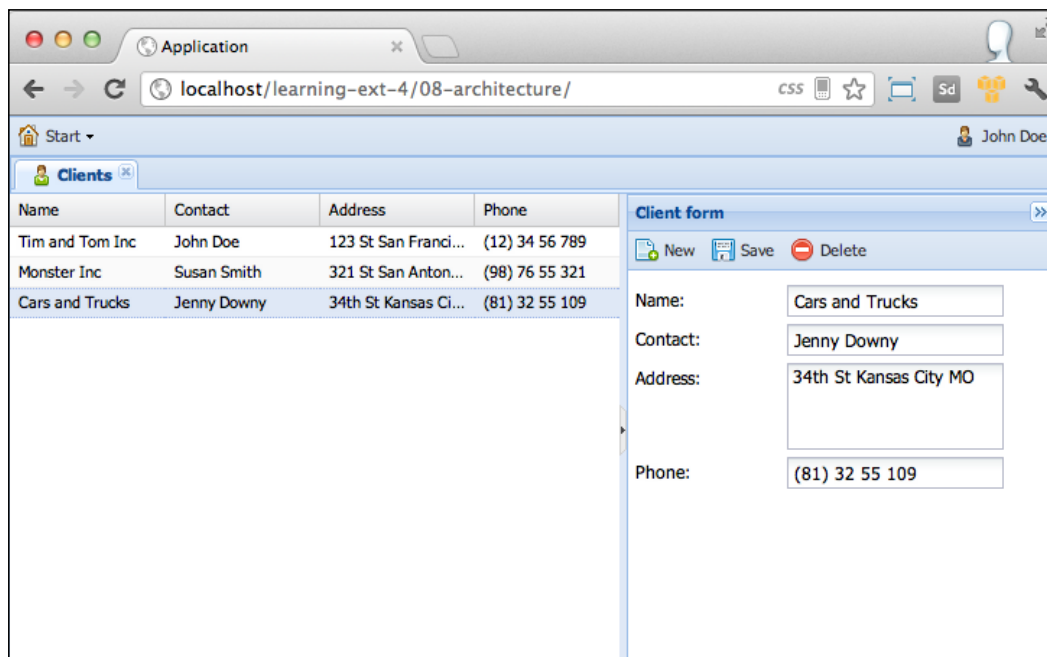 Application
localhost/learning-ext-4/08-architecture/
CSS
Sd
Start
John Doe
Clients
Name Contact Address Phone
Tim and Tom Inc John Doe 123 St San Franci... (12) 34 56 789
Monster Inc Susan Smith 321 St San Anton... (98) 76 55 321
Cars and Trucks Jenny Downy 34th St Kansas Ci... (81) 32 55 109
Client form
New Save Delete
Name: Cars and Trucks
Contact: Jenny Downy
Address: 34th St Kansas City MO
Phone: (81) 32 55 109